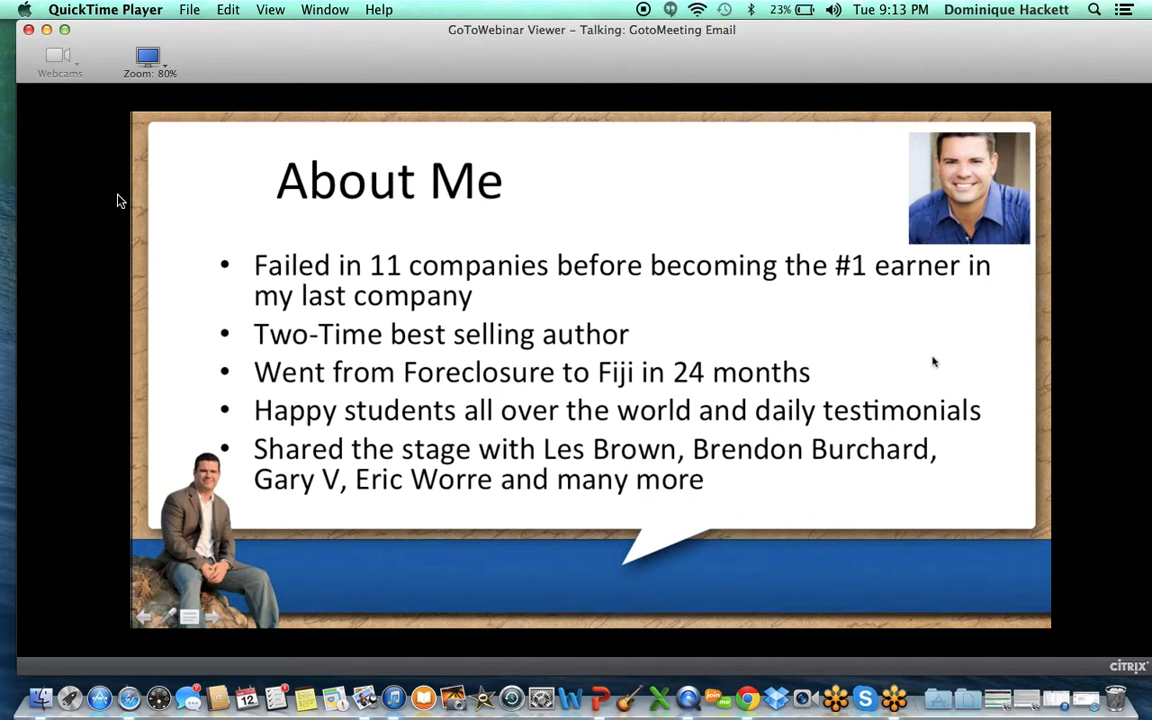 QuickTime Player File Edit View Window Help 23% Tue 9:13 PM Dominique Hackett
GoToWebinar Viewer – Talking: GotoMeeting Email
Webcams
Zoom: 80%
About Me
• Failed in 11 companies before becoming the #1 earner in
my last company
• Two-Time best selling author
• Went from Foreclosure to Fiji in 24 months
• Happy students all over the world and daily testimonials
• Shared the stage with Les Brown, Brendon Burchard,
Gary V, Eric Worre and many more
CITRIX
12
join me